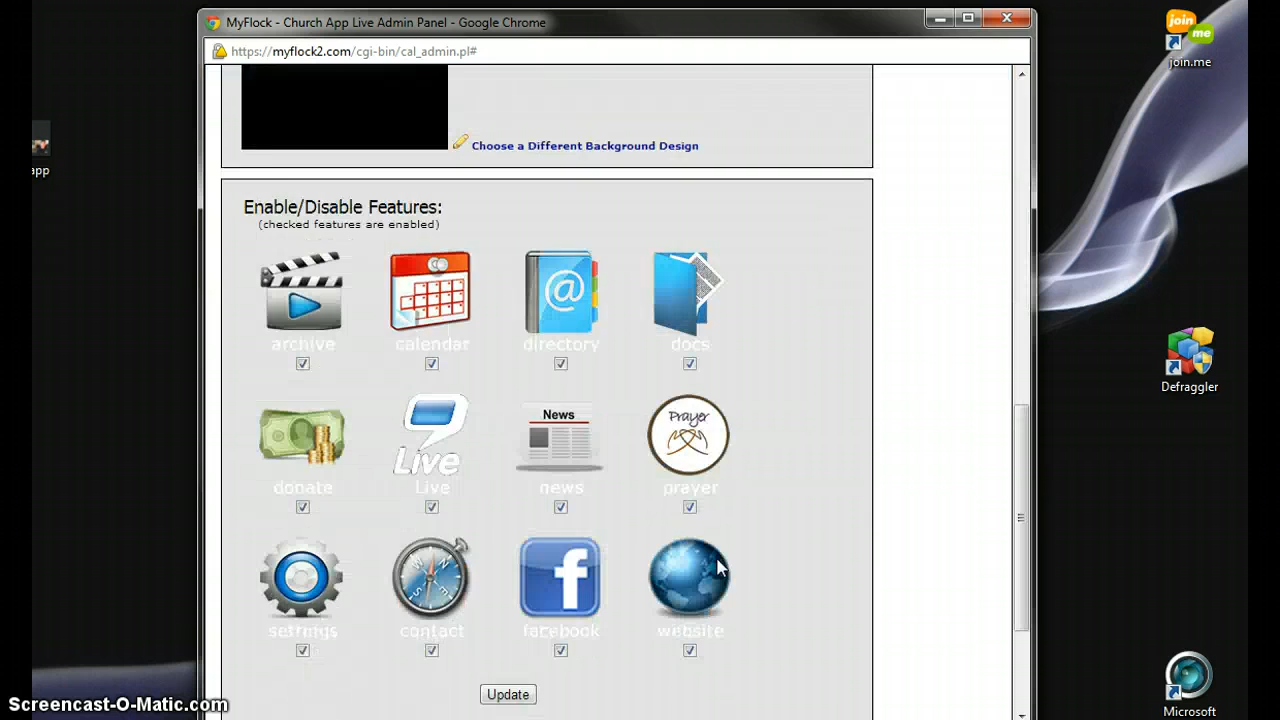 MyFlock - Church App Live Admin Panel - Google Chrome
join
me
https://myflock2.com/cgi-bin/cal_admin.pl#
join.me
Choose a Different Background Design
app
Enable/Disable Features:
(checked features are enabled)
archive
calendar
directory
docs
Defraggler
News
Prayer
Live
donate
Live
news
prayer
N
W
E
S
settings
contact
facebook
website
Update
Screencast-O-Matic.com
Microsoft